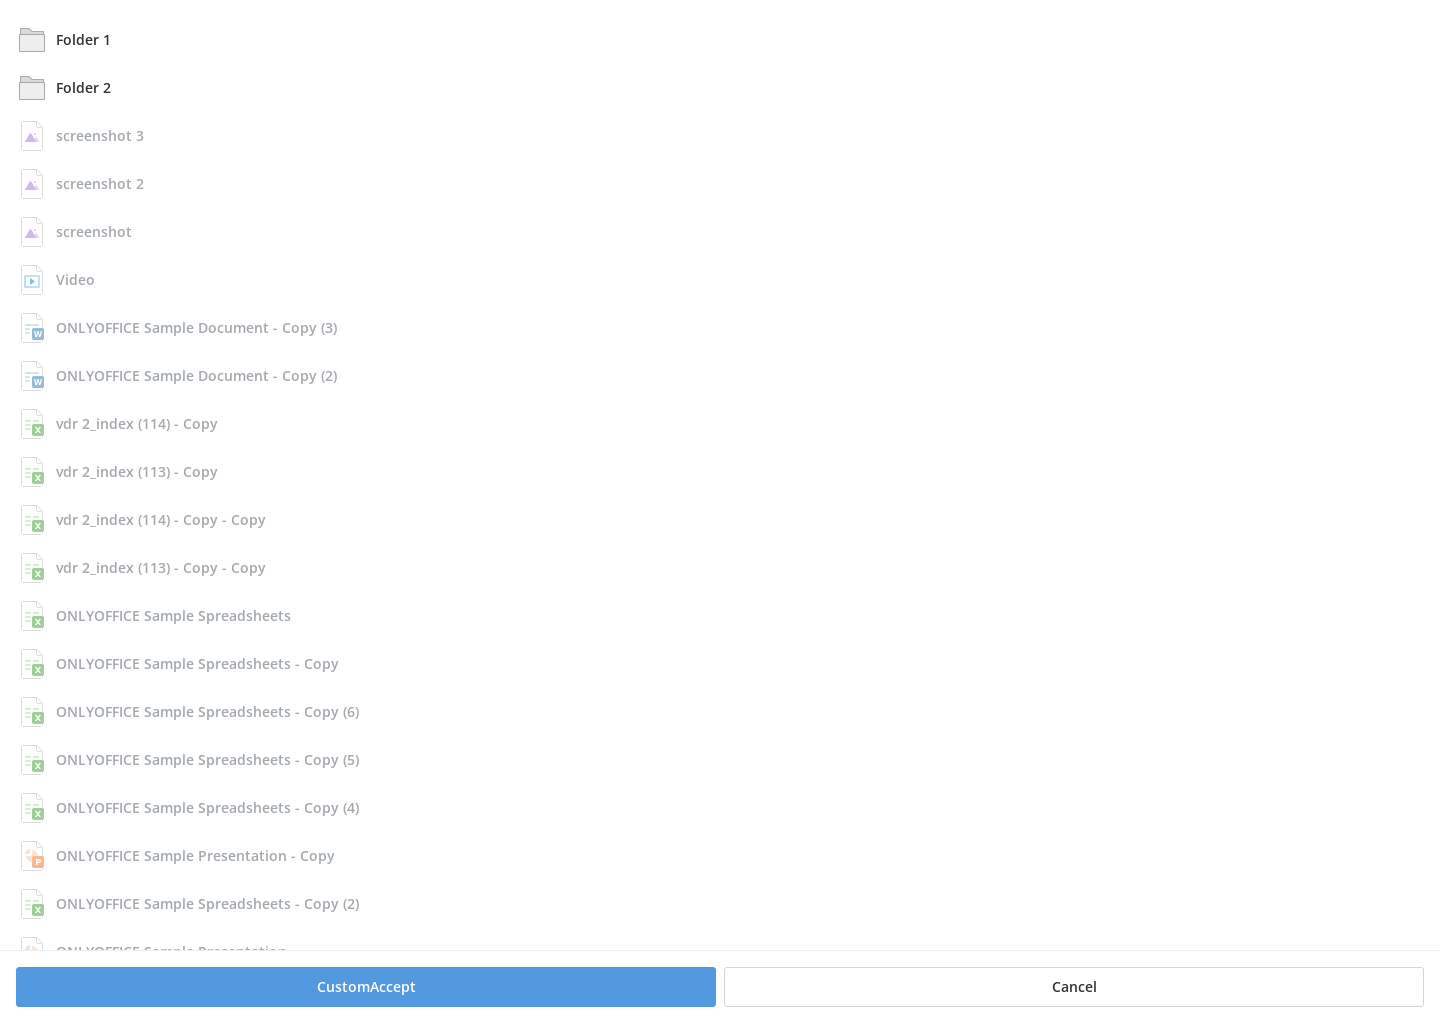 Folder 1
Folder 2
screenshot 3
screenshot 2
screenshot
Video
ONLYOFFICE Sample Document - Copy (3)
ONLYOFFICE Sample Document - Copy (2)
vdr 2_index (114) - Copy
vdr 2_index (113) - Copy
vdr 2_index (114) - Copy - Copy
vdr 2_index (113) - Copy - Copy
ONLYOFFICE Sample Spreadsheets
ONLYOFFICE Sample Spreadsheets - Copy
ONLYOFFICE Sample Spreadsheets - Copy (6)
ONLYOFFICE Sample Spreadsheets - Copy (5)
ONLYOFFICE Sample Spreadsheets - Copy (4)
ONLYOFFICE Sample Presentation - Copy
ONLYOFFICE Sample Spreadsheets - Copy (2)
ONLYOFFICE Sample Presentation
CustomAccept
Cancel